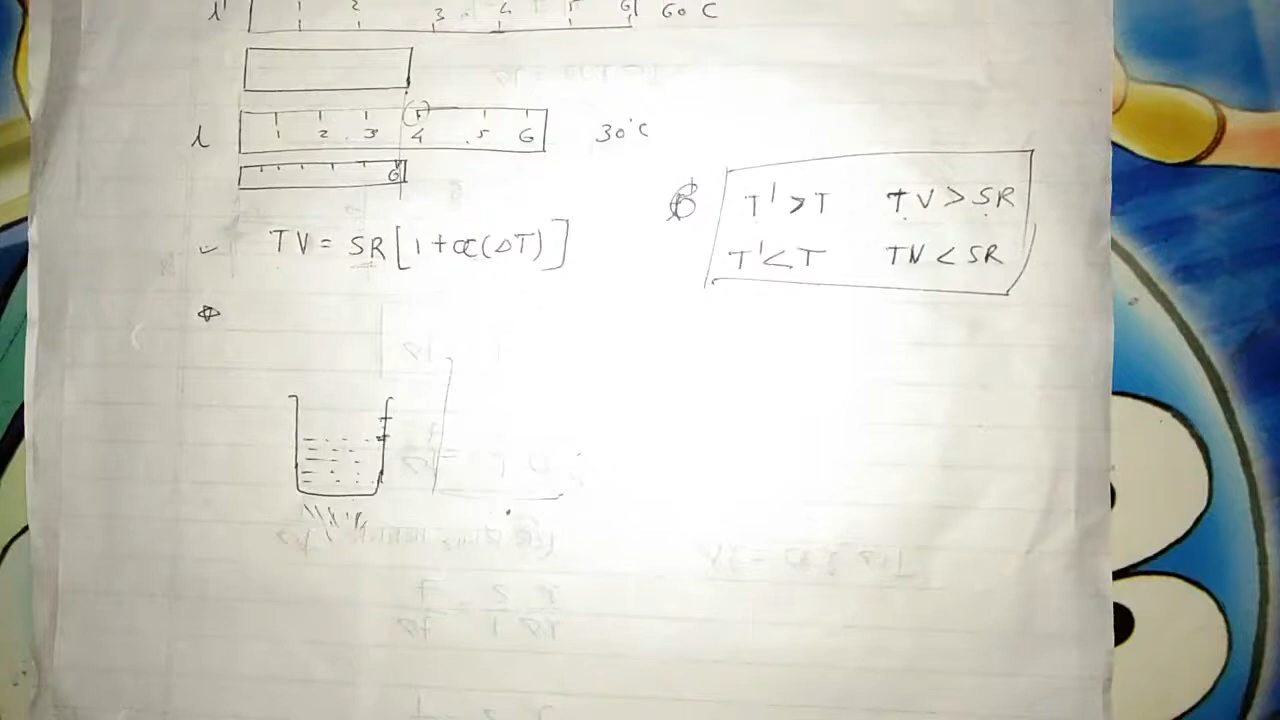 l' 1 2 3 4 5 6 60°C
l 1 2 3 4 5 6 30°C
6
TV = SR[1+α(ΔT)]
T'>T TV>SR
T'<T TV<SR